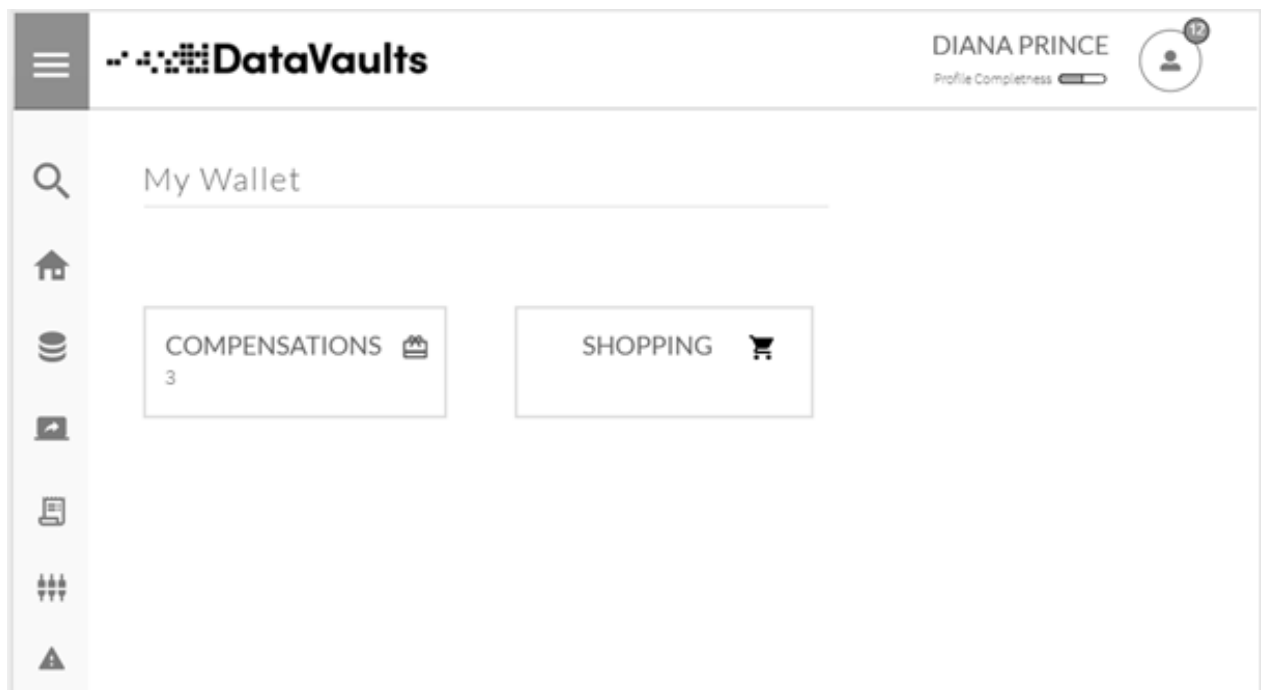 DataVaults
DIANA PRINCE
12
Profile Completness
My Wallet
COMPENSATIONS
3
SHOPPING